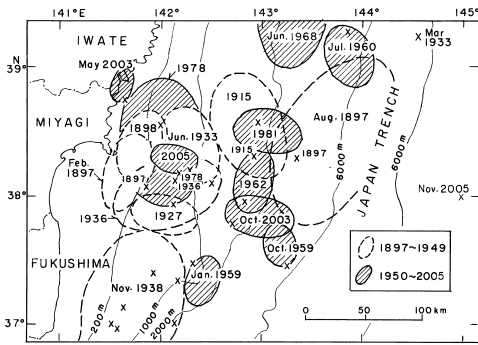 141°E 142° 143° 144° 145°
IWATE
Jun.
1968
Jul. 1960
Mar
1933
May 2003
1978
N
39°
1915
Aug. 1897
MIYAGI
1898
Jun. 1933
1981
JAPAN TRENCH
6000m
6000m
2005
1915
1897
Feb.
1897
1897
1978
1936
1962
Nov. 2005
38°
1936
1927
Oct. 2003
FUKUSHIMA
Oct. 1959
Jan. 1959
Nov. 1938
1897~1949
1950~2005
200m
1000m
2000m
0 50 100 km
37°